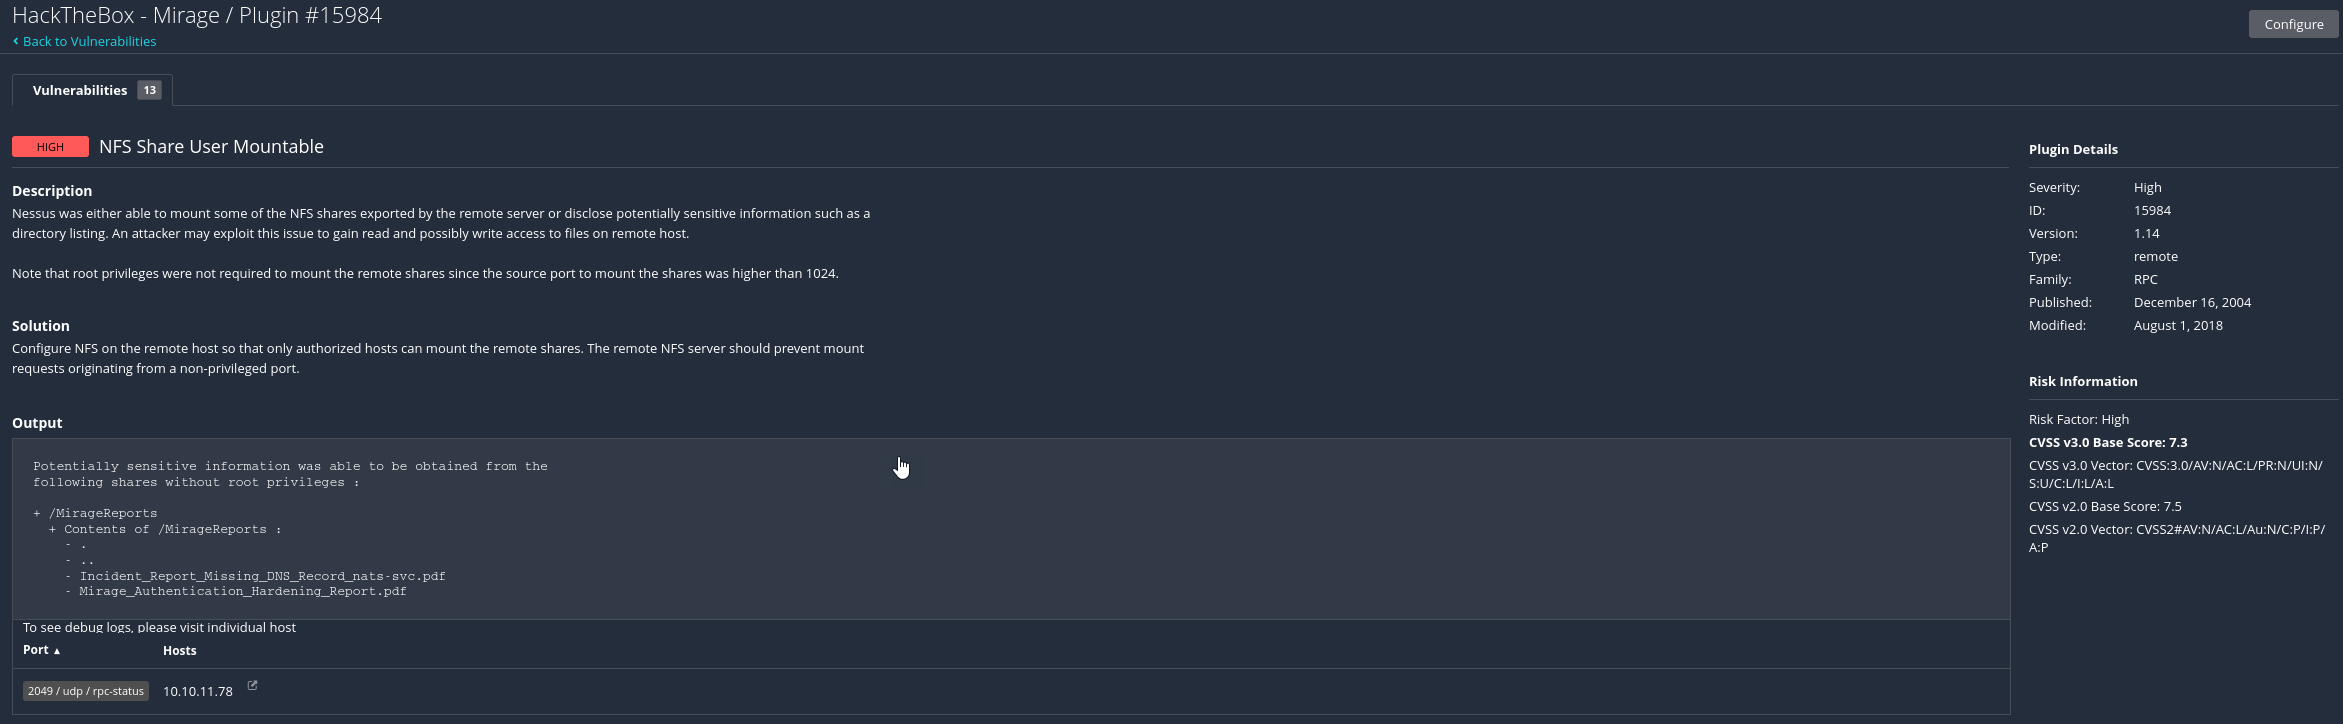 HackTheBox - Mirage / Plugin #15984
Configure
Back to Vulnerabilities
Vulnerabilities 13
HIGH NFS Share User Mountable
Description
Nessus was either able to mount some of the NFS shares exported by the remote server or disclose potentially sensitive information such as a
directory listing. An attacker may exploit this issue to gain read and possibly write access to files on remote host.
Note that root privileges were not required to mount the remote shares since the source port to mount the shares was higher than 1024.
Solution
Configure NFS on the remote host so that only authorized hosts can mount the remote shares. The remote NFS server should prevent mount
requests originating from a non-privileged port.
Output
Potentially sensitive information was able to be obtained from the
following shares without root privileges :
+ /MirageReports
+ Contents of /MirageReports :
- .
- ..
- Incident_Report_Missing_DNS_Record_nats-svc.pdf
- Mirage_Authentication_Hardening_Report.pdf
To see debug logs, please visit individual host
Port ▲ Hosts
2049 / udp / rpc-status 10.10.11.78
Plugin Details
Severity: High
ID: 15984
Version: 1.14
Type: remote
Family: RPC
Published: December 16, 2004
Modified: August 1, 2018
Risk Information
Risk Factor: High
CVSS v3.0 Base Score: 7.3
CVSS v3.0 Vector: CVSS:3.0/AV:N/AC:L/PR:N/UI:N/
S:U/C:L/I:L/A:L
CVSS v2.0 Base Score: 7.5
CVSS v2.0 Vector: CVSS2#AV:N/AC:L/Au:N/C:P/I:P/
A:P